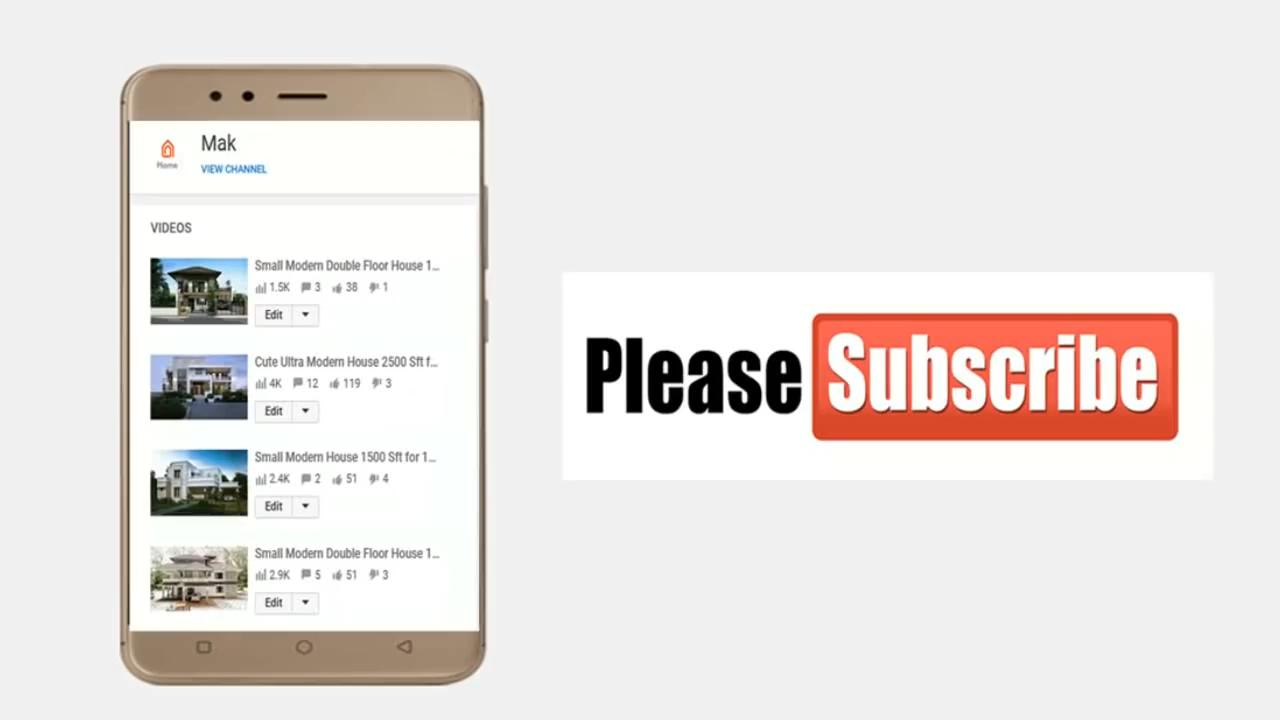 Mak
Home
VIEW CHANNEL
VIDEOS
Small Modern Double Floor House 1...
1.5K 3 38 1
Edit
Cute Ultra Modern House 2500 Sft f...
4K 12 119 3
Edit
Small Modern House 1500 Sft for 1...
2.4K 2 51 4
Edit
Small Modern Double Floor House 1...
2.9K 5 51 3
Edit
Please Subscribe